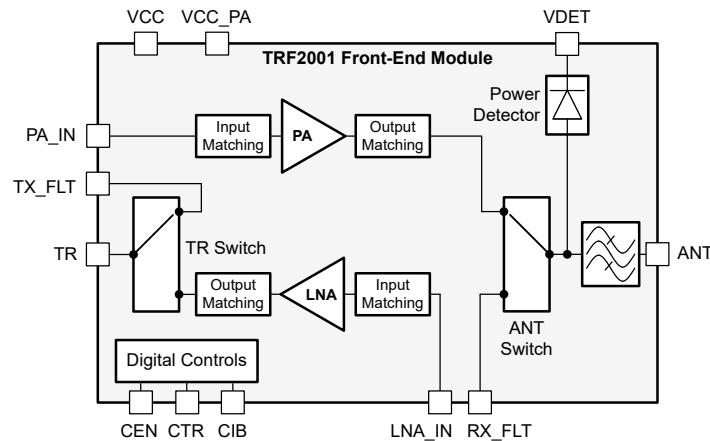 VCC
VCC_PA
VDET
TRF2001 Front-End Module
Power
Detector
PA_IN
Input
Matching
PA
Output
Matching
TX_FLT
TR
TR Switch
ANT
Output
Matching
LNA
Input
Matching
ANT
Switch
Digital Controls
CEN
CTR
CIB
LNA_IN
RX_FLT